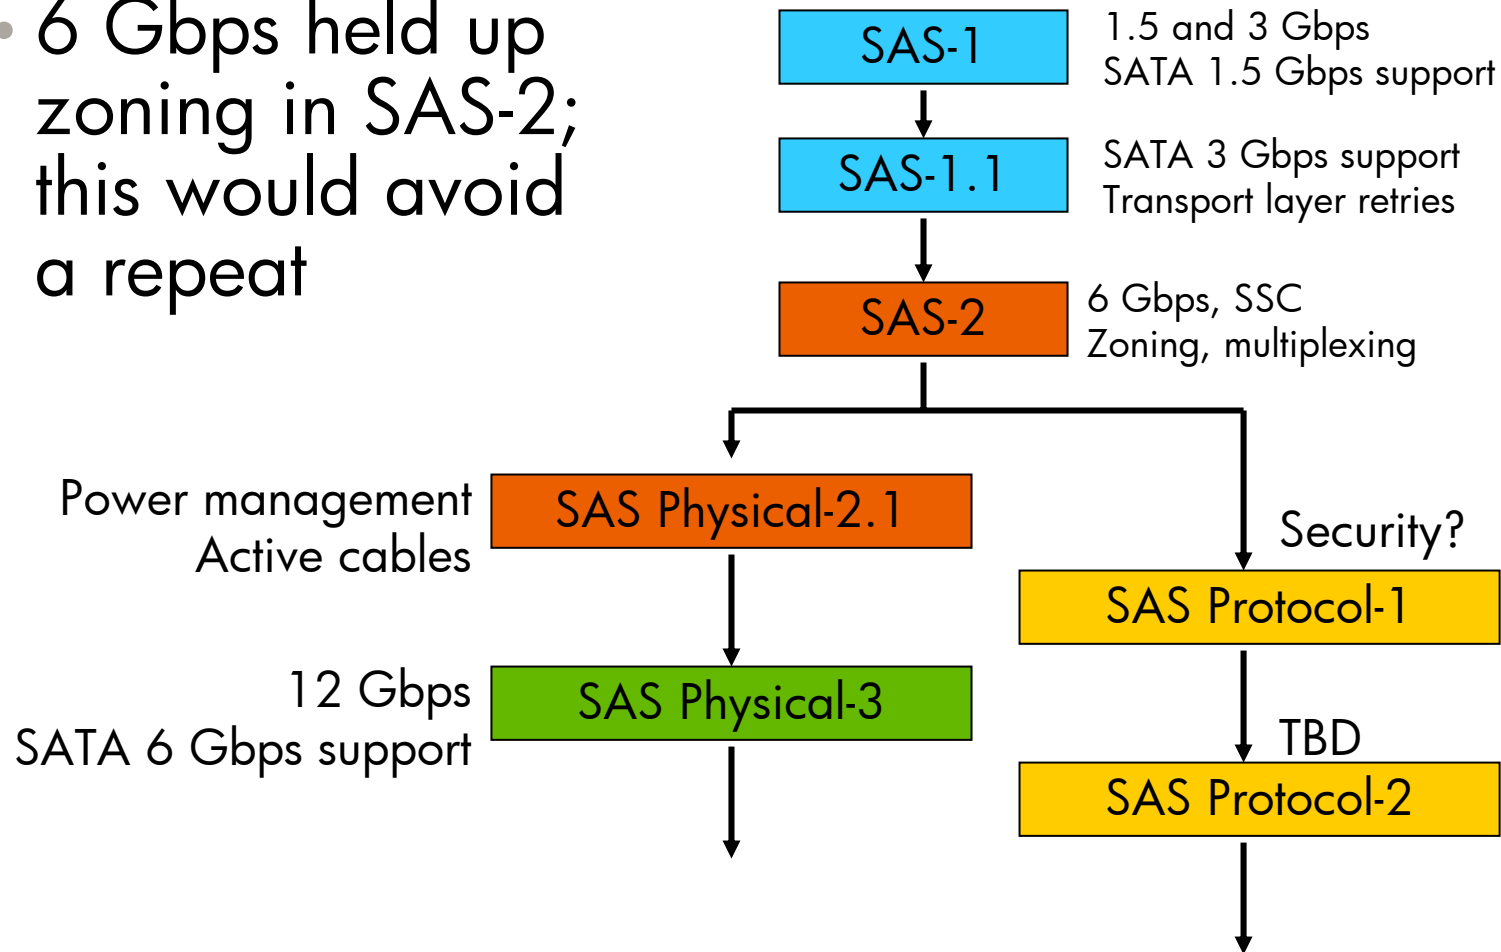 • 6 Gbps held up
zoning in SAS-2;
this would avoid
a repeat
SAS-1
1.5 and 3 Gbps
SATA 1.5 Gbps support
SAS-1.1
SATA 3 Gbps support
Transport layer retries
SAS-2
6 Gbps, SSC
Zoning, multiplexing
Power management
Active cables
SAS Physical-2.1
Security?
SAS Protocol-1
12 Gbps
SATA 6 Gbps support
SAS Physical-3
TBD
SAS Protocol-2